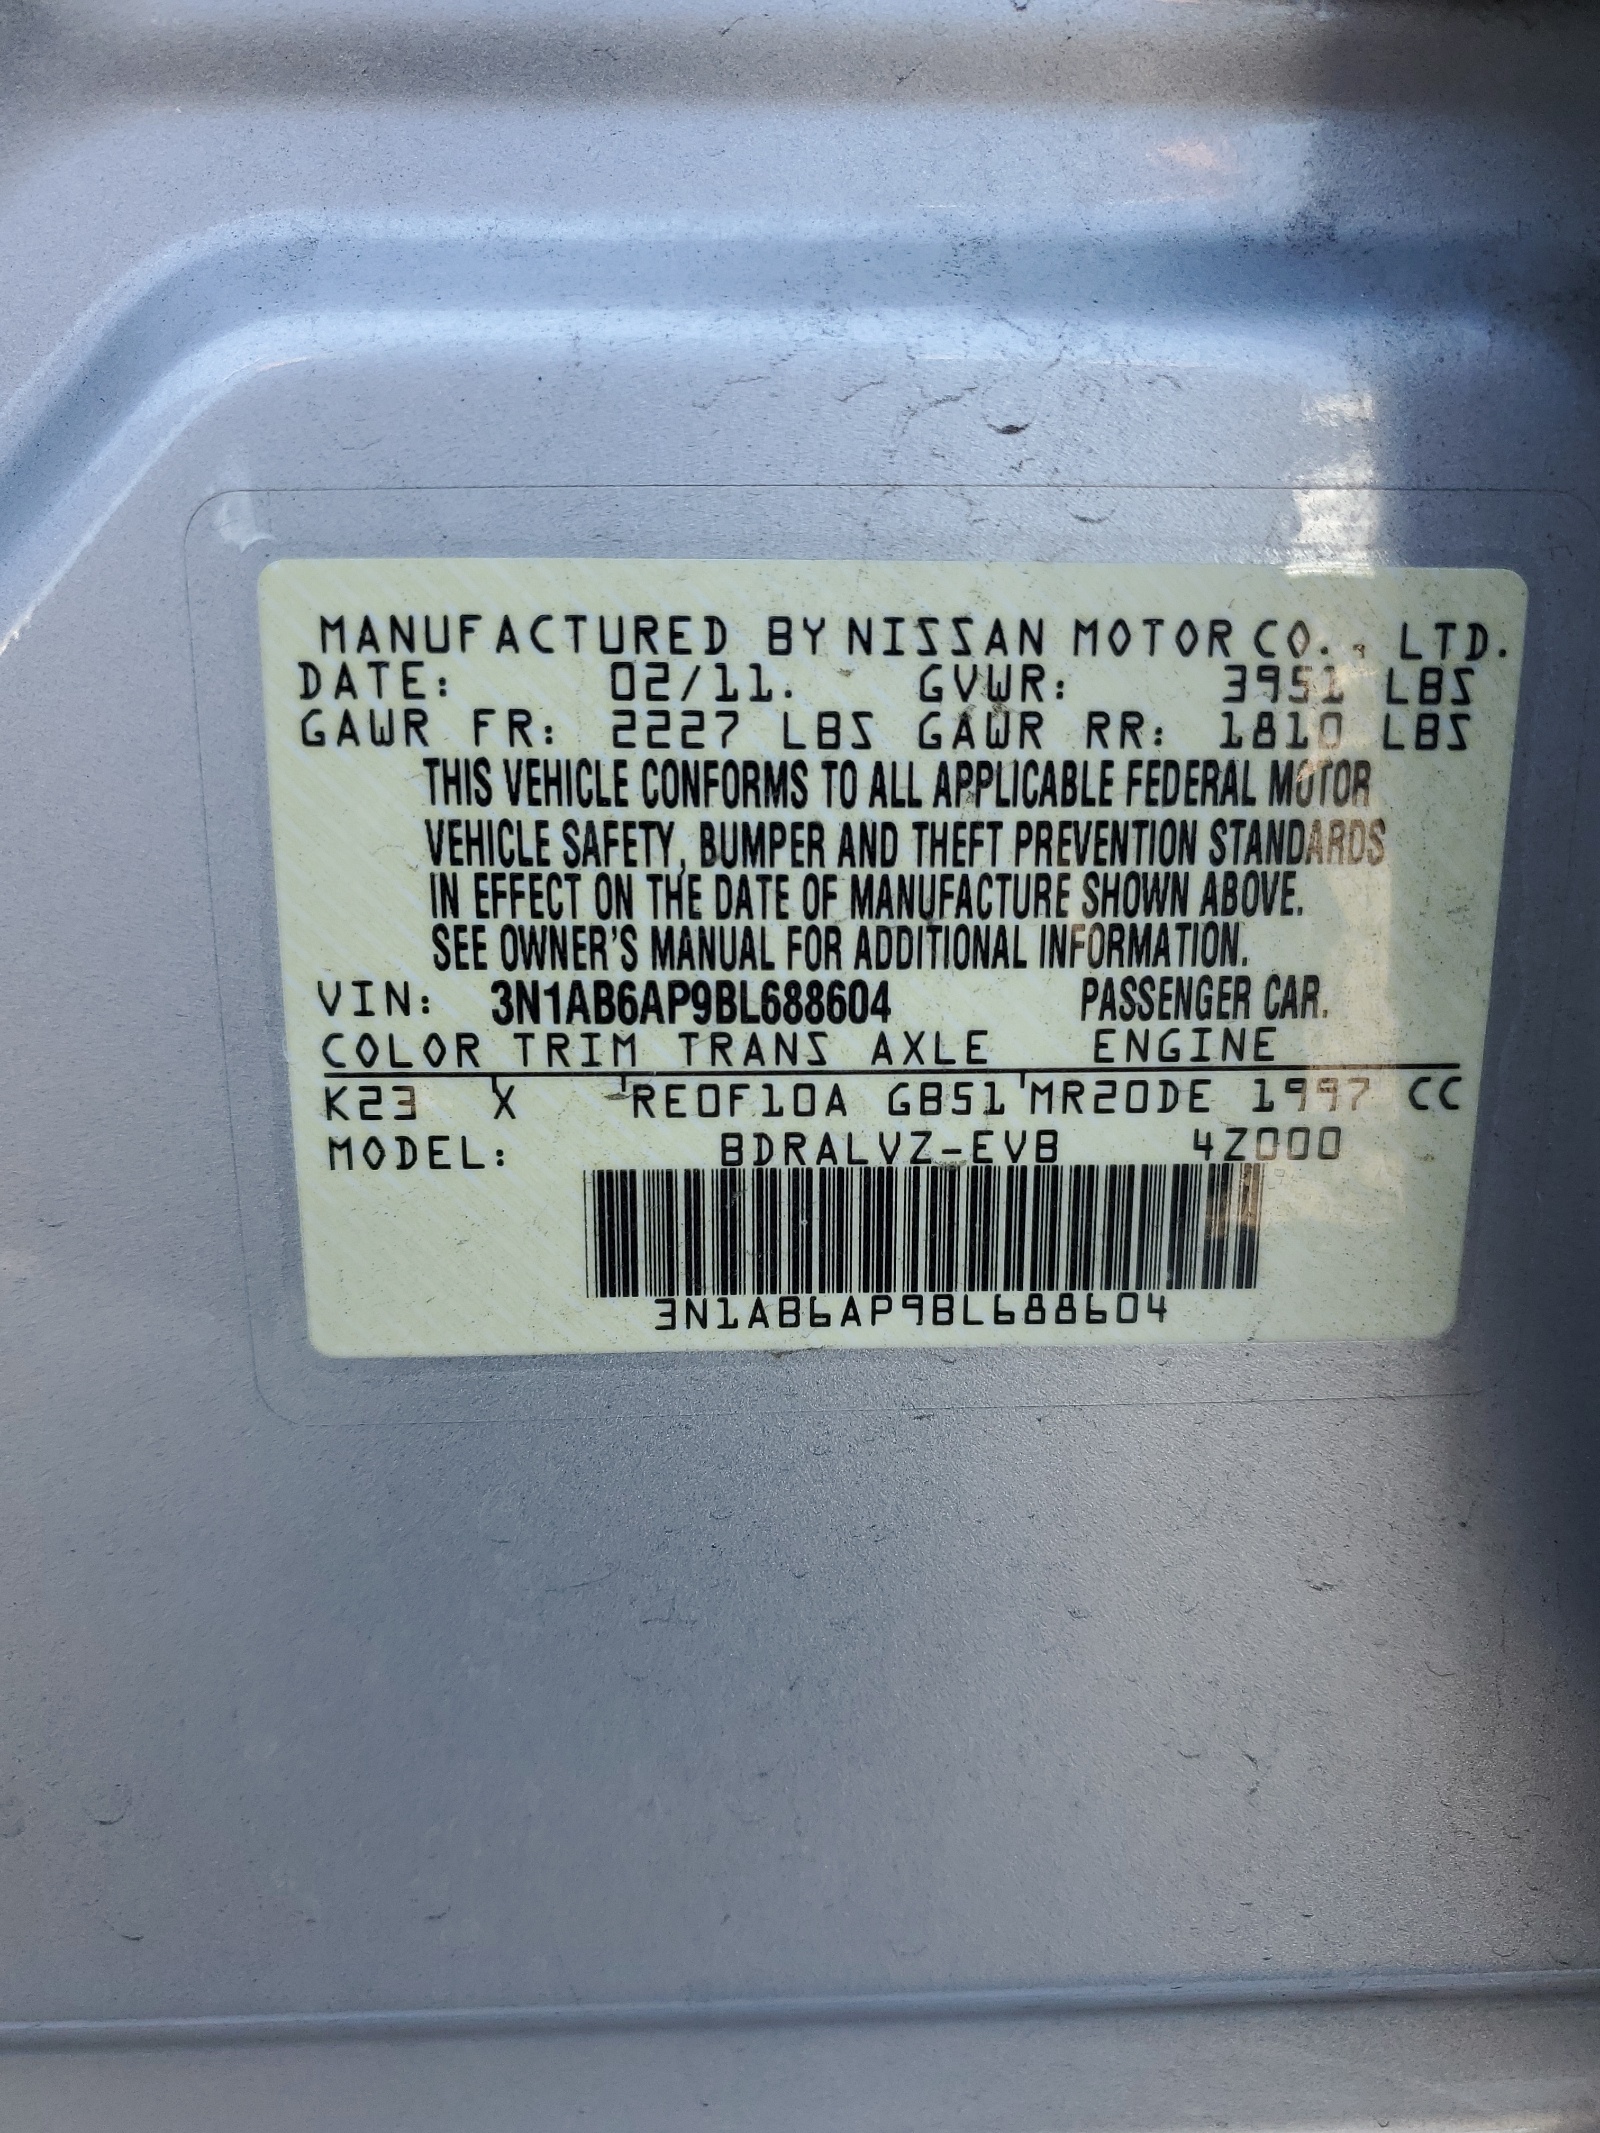 MANUFACTURED BY NISSAN MOTOR CO., LTD.
DATE: 02/11. GVWR: 3951 LBS
GAWR FR: 2227 LBS GAWR RR: 1810 LBS
THIS VEHICLE CONFORMS TO ALL APPLICABLE FEDERAL MOTOR
VEHICLE SAFETY, BUMPER AND THEFT PREVENTION STANDARDS
IN EFFECT ON THE DATE OF MANUFACTURE SHOWN ABOVE.
SEE OWNER'S MANUAL FOR ADDITIONAL INFORMATION.
VIN: 3N1AB6AP9BL688604 PASSENGER CAR.
COLOR TRIM TRANS AXLE ENGINE
K23 X RE0F10A GB51 MR20DE 1997 CC
MODEL: BDRALVZ-EVB 4Z000
3N1AB6AP9BL688604